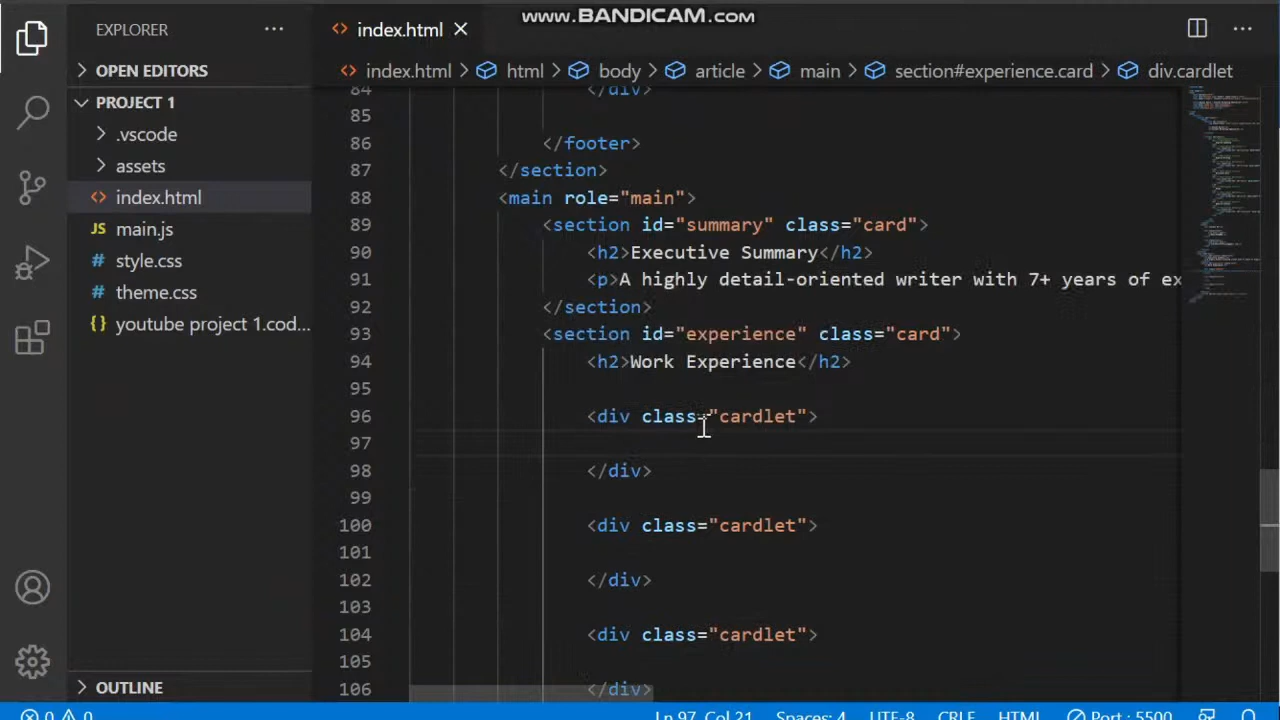 www.BANDICAM.com
EXPLORER
index.html
OPEN EDITORS
index.html html body article main section#experience.card div.cardlet
PROJECT 1
.vscode
assets
index.html
JS main.js
# style.css
# theme.css
{} youtube project 1.cod...
OUTLINE
84 </div>
85
86 </footer>
87 </section>
88 <main role="main">
89 <section id="summary" class="card">
90 <h2>Executive Summary</h2>
91 <p>A highly detail-oriented writer with 7+ years of ex
92 </section>
93 <section id="experience" class="card">
94 <h2>Work Experience</h2>
95
96 <div class="cardlet">
97
98 </div>
99
100 <div class="cardlet">
101
102 </div>
103
104 <div class="cardlet">
105
106 </div>
0 0 Ln 97, Col 21 Spaces: 4 UTF-8 CRLF HTML Port : 5500